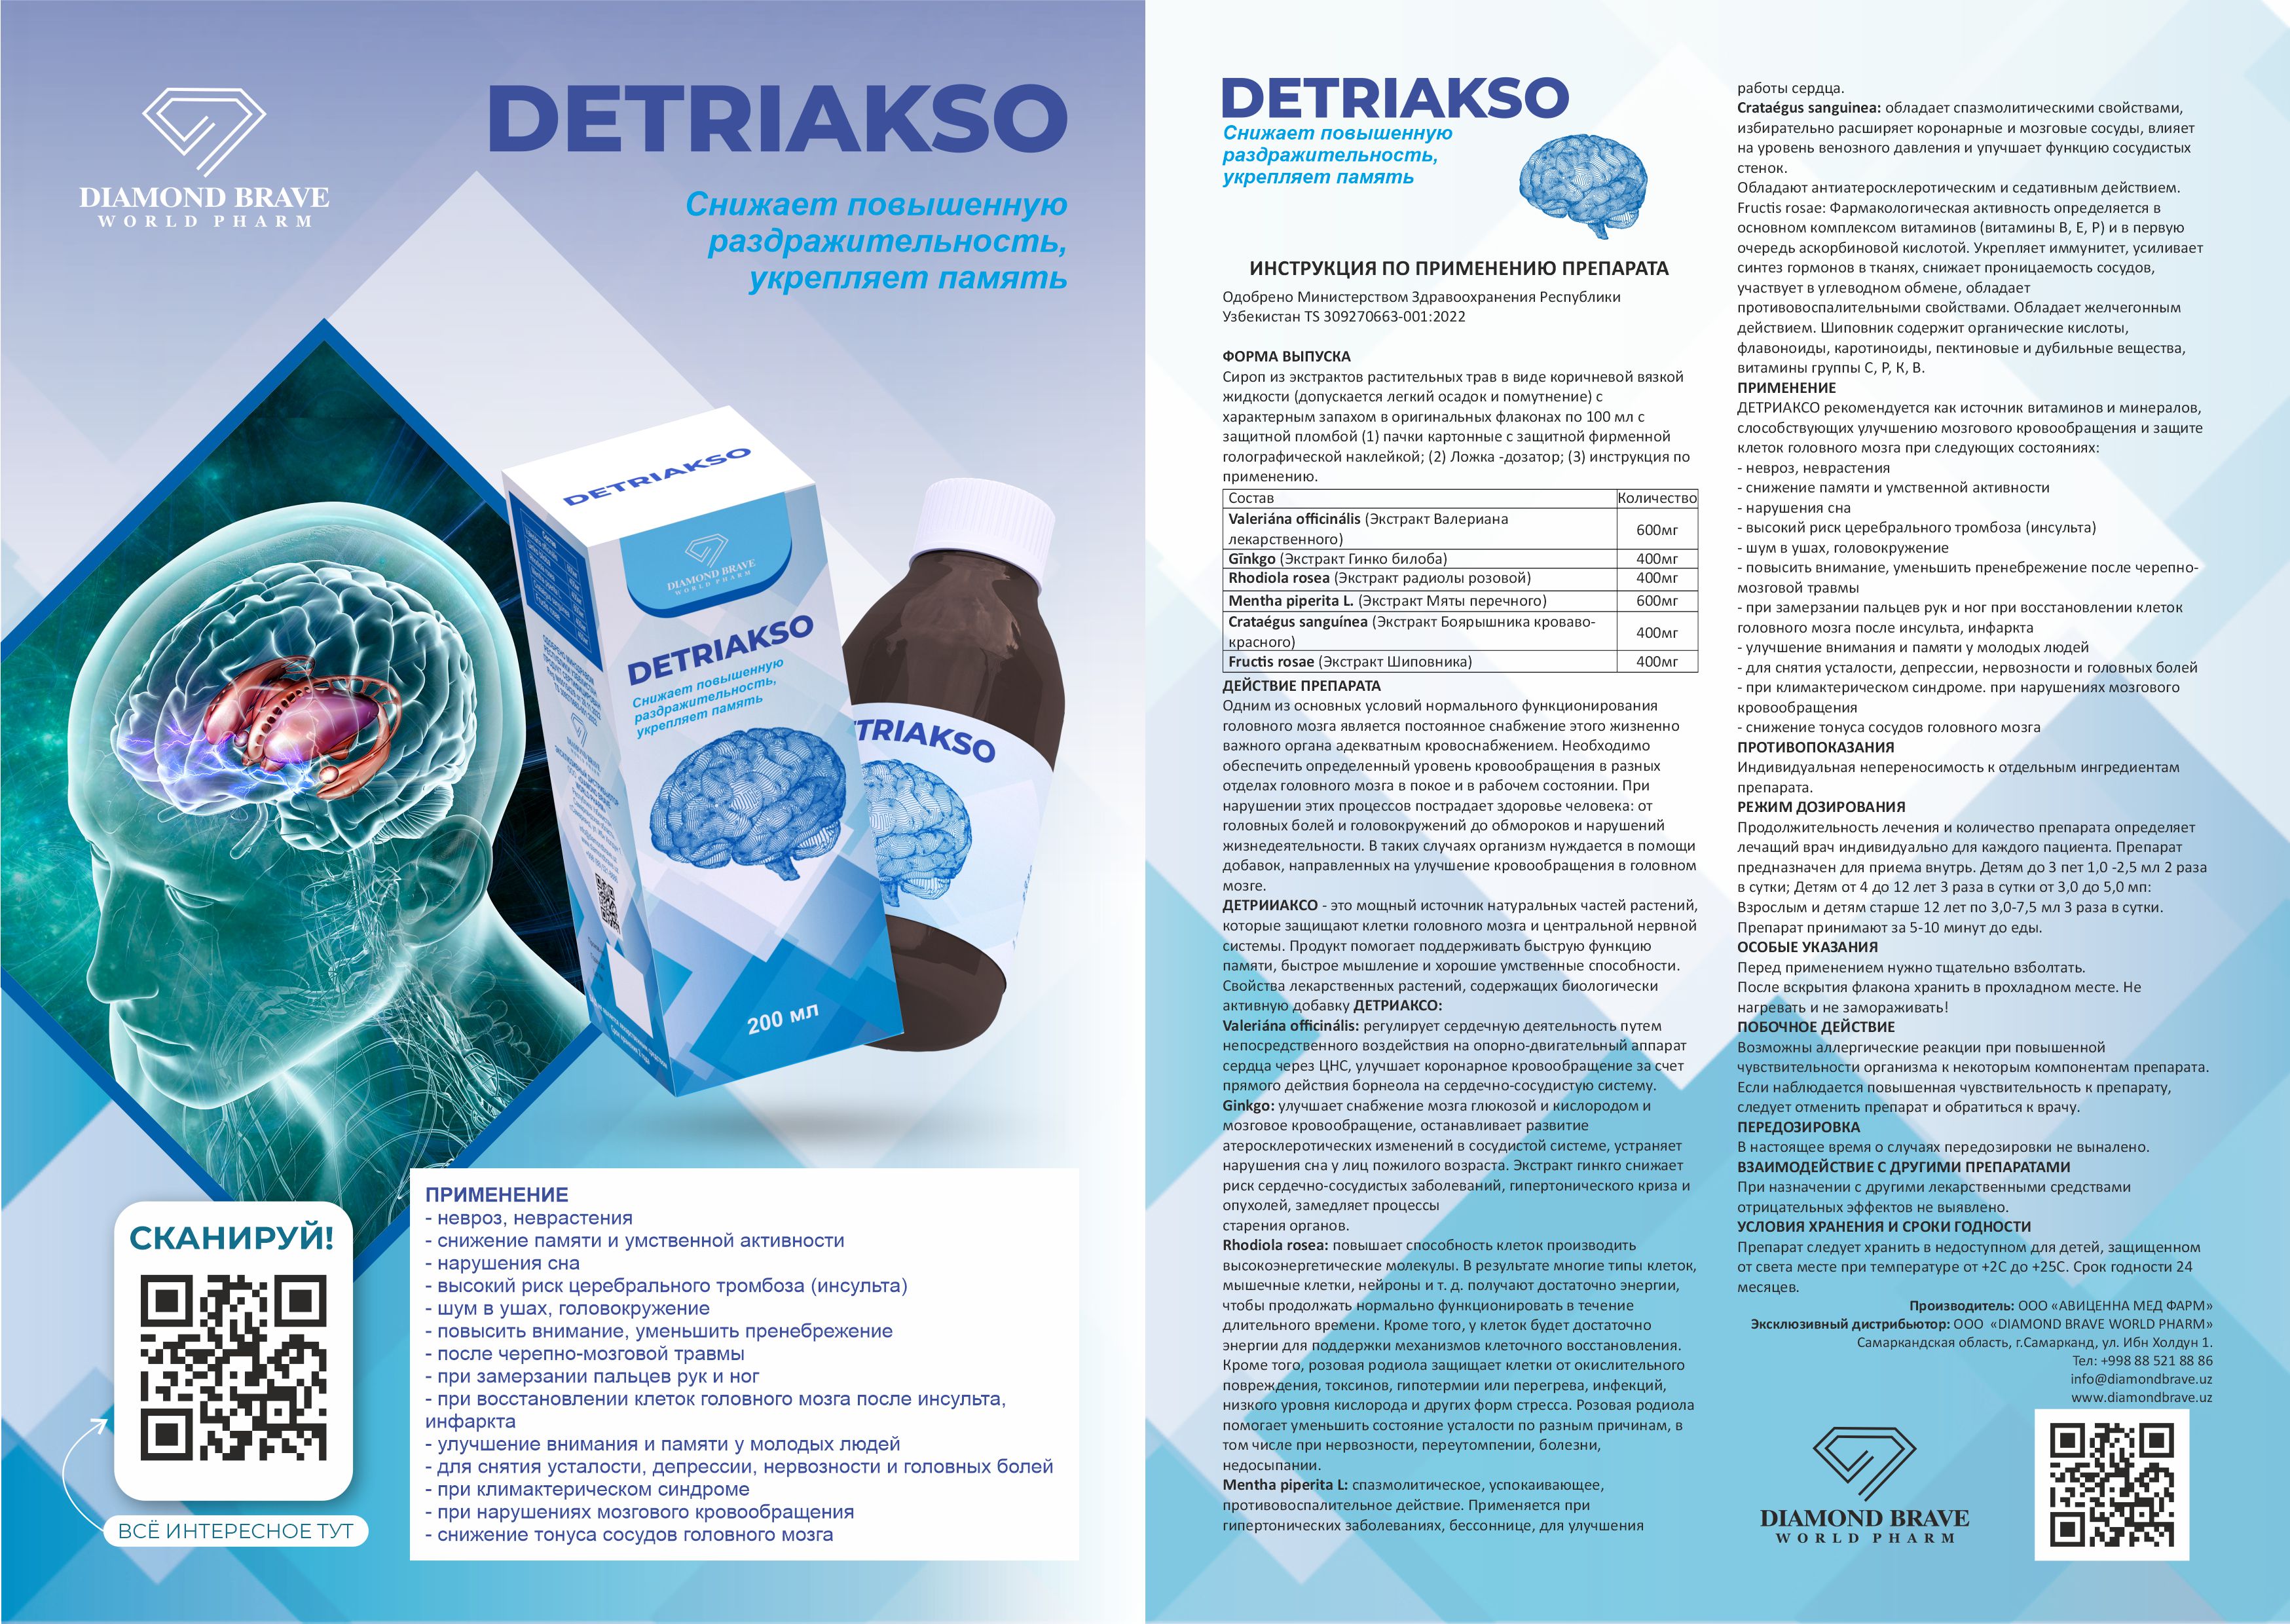 DIAMOND BRAVE
WORLD PHARM
DETRIAKSO
Снижает повышенную
раздражительность,
укрепляет память
DETRIAKSO
DIAMOND BRAVE
WORLD PHARM
DETRIAKSO
Снижает повышенную
раздражительность,
укрепляет память
200 мл
TRIAKSO
СКАНИРУЙ!
ВСЁ ИНТЕРЕСНОЕ ТУТ
ПРИМЕНЕНИЕ
- невроз, неврастения
- снижение памяти и умственной активности
- нарушения сна
- высокий риск церебрального тромбоза (инсульта)
- шум в ушах, головокружение
- повысить внимание, уменьшить пренебрежение
- после черепно-мозговой травмы
- при замерзании пальцев рук и ног
- при восстановлении клеток головного мозга после инсульта,
инфаркта
- улучшение внимания и памяти у молодых людей
- для снятия усталости, депрессии, нервозности и головных болей
- при климактерическом синдроме
- при нарушениях мозгового кровообращения
- снижение тонуса сосудов головного мозга
DETRIAKSO
Снижает повышенную
раздражительность,
укрепляет память
ИНСТРУКЦИЯ ПО ПРИМЕНЕНИЮ ПРЕПАРАТА
Одобрено Министерством Здравоохранения Республики
Узбекистан TS 309270663-001:2022
ФОРМА ВЫПУСКА
Сироп из экстрактов растительных трав в виде коричневой вязкой
жидкости (допускается легкий осадок и помутнение) с
характерным запахом в оригинальных флаконах по 100 мл с
защитной пломбой (1) пачки картонные с защитной фирменной
голографической наклейкой; (2) Ложка -дозатор; (3) инструкция по
применению.
Состав Количество
Valeriána officinális (Экстракт Валериана
лекарственного) 600мг
Gīnkgo (Экстракт Гинко билоба) 400мг
Rhodiola rosea (Экстракт радиолы розовой) 400мг
Mentha piperita L. (Экстракт Мяты перечного) 600мг
Crataégus sanguínea (Экстракт Боярышника кроваво-
красного) 400мг
Fructis rosae (Экстракт Шиповника) 400мг
ДЕЙСТВИЕ ПРЕПАРАТА
Одним из основных условий нормального функционирования
головного мозга является постоянное снабжение этого жизненно
важного органа адекватным кровоснабжением. Необходимо
обеспечить определенный уровень кровообращения в разных
отделах головного мозга в покое и в рабочем состоянии. При
нарушении этих процессов пострадает здоровье человека: от
головных болей и головокружений до обмороков и нарушений
жизнедеятельности. В таких случаях организм нуждается в помощи
добавок, направленных на улучшение кровообращения в головном
мозге.
ДЕТРИИАКСО - это мощный источник натуральных частей растений,
которые защищают клетки головного мозга и центральной нервной
системы. Продукт помогает поддерживать быструю функцию
памяти, быстрое мышление и хорошие умственные способности.
Свойства лекарственных растений, содержащих биологически
активную добавку ДЕТРИАКСО:
Valeriána officinális: регулирует сердечную деятельность путем
непосредственного воздействия на опорно-двигательный аппарат
сердца через ЦНС, улучшает коронарное кровообращение за счет
прямого действия борнеола на сердечно-сосудистую систему.
Ginkgo: улучшает снабжение мозга глюкозой и кислородом и
мозговое кровообращение, останавливает развитие
атеросклеротических изменений в сосудистой системе, устраняет
нарушения сна у лиц пожилого возраста. Экстракт гинкго снижает
риск сердечно-сосудистых заболеваний, гипертонического криза и
опухолей, замедляет процессы
старения органов.
Rhodiola rosea: повышает способность клеток производить
высокоэнергетические молекулы. В результате многие типы клеток,
мышечные клетки, нейроны и т. д. получают достаточно энергии,
чтобы продолжать нормально функционировать в течение
длительного времени. Кроме того, у клеток будет достаточно
энергии для поддержки механизмов клеточного восстановления.
Кроме того, розовая родиола защищает клетки от окислительного
повреждения, токсинов, гипотермии или перегрева, инфекций,
низкого уровня кислорода и других форм стресса. Розовая родиола
помогает уменьшить состояние усталости по разным причинам, в
том числе при нервозности, переутомпении, болезни,
недосыпании.
Mentha piperita L: спазмолитическое, успокаивающее,
противовоспалительное действие. Применяется при
гипертонических заболеваниях, бессоннице, для улучшения
работы сердца.
Crataégus sanguinea: обладает спазмолитическими свойствами,
избирательно расширяет коронарные и мозговые сосуды, влияет
на уровень венозного давления и улучшает функцию сосудистых
стенок.
Обладают антиатеросклеротическим и седативным действием.
Fructis rosae: Фармакологическая активность определяется в
основном комплексом витаминов (витамины В, Е, Р) и в первую
очередь аскорбиновой кислотой. Укрепляет иммунитет, усиливает
синтез гормонов в тканях, снижает проницаемость сосудов,
участвует в углеводном обмене, обладает
противовоспалительными свойствами. Обладает желчегонным
действием. Шиповник содержит органические кислоты,
флавоноиды, каротиноиды, пектиновые и дубильные вещества,
витамины группы С, Р, К, В.
ПРИМЕНЕНИЕ
ДЕТРИАКСО рекомендуется как источник витаминов и минералов,
слособствующих улучшению мозгового кровообращения и защите
клеток головного мозга при следующих состояниях:
- невроз, неврастения
- снижение памяти и умственной активности
- нарушения сна
- высокий риск церебрального тромбоза (инсульта)
- шум в ушах, головокружение
- повысить внимание, уменьшить пренебрежение после черепно-
мозговой травмы
- при замерзании пальцев рук и ног при восстановлении клеток
головного мозга после инсульта, инфаркта
- улучшение внимания и памяти у молодых людей
- для снятия усталости, депрессии, нервозности и головных болей
- при климактерическом синдроме. при нарушениях мозгового
кровообращения
- снижение тонуса сосудов головного мозга
ПРОТИВОПОКАЗАНИЯ
Индивидуальная непереносимость к отдельным ингредиентам
препарата.
РЕЖИМ ДОЗИРОВАНИЯ
Продолжительность лечения и количество препарата определяет
лечащий врач индивидуально для каждого пациента. Препарат
предназначен для приема внутрь. Детям до 3 пет 1,0 -2,5 мл 2 раза
в сутки; Детям от 4 до 12 лет 3 раза в сутки от 3,0 до 5,0 мп:
Взрослым и детям старше 12 лет по 3,0-7,5 мл 3 раза в сутки.
Препарат принимают за 5-10 минут до еды.
ОСОБЫЕ УКАЗАНИЯ
Перед применением нужно тщательно взболтать.
После вскрытия флакона хранить в прохладном месте. Не
нагревать и не замораживать!
ПОБОЧНОЕ ДЕЙСТВИЕ
Возможны аллергические реакции при повышенной
чувствительности организма к некоторым компонентам препарата.
Если наблюдается повышенная чувствительность к препарату,
следует отменить препарат и обратиться к врачу.
ПЕРЕДОЗИРОВКА
В настоящее время о случаях передозировки не выналено.
ВЗАИМОДЕЙСТВИЕ С ДРУГИМИ ПРЕПАРАТАМИ
При назначении с другими лекарственными средствами
отрицательных эффектов не выявлено.
УСЛОВИЯ ХРАНЕНИЯ И СРОКИ ГОДНОСТИ
Препарат следует хранить в недоступном для детей, защищенном
от света месте при температуре от +2С до +25С. Срок годности 24
месяцев.
Производитель: ООО «АВИЦЕННА МЕД ФАРМ»
Эксклюзивный дистрибьютор: ООО «DIAMOND BRAVE WORLD PHARM»
Самаркандская область, г.Самарканд, ул. Ибн Холдун 1.
Тел: +998 88 521 88 86
info@diamondbrave.uz
www.diamondbrave.uz
DIAMOND BRAVE
WORLD PHARM